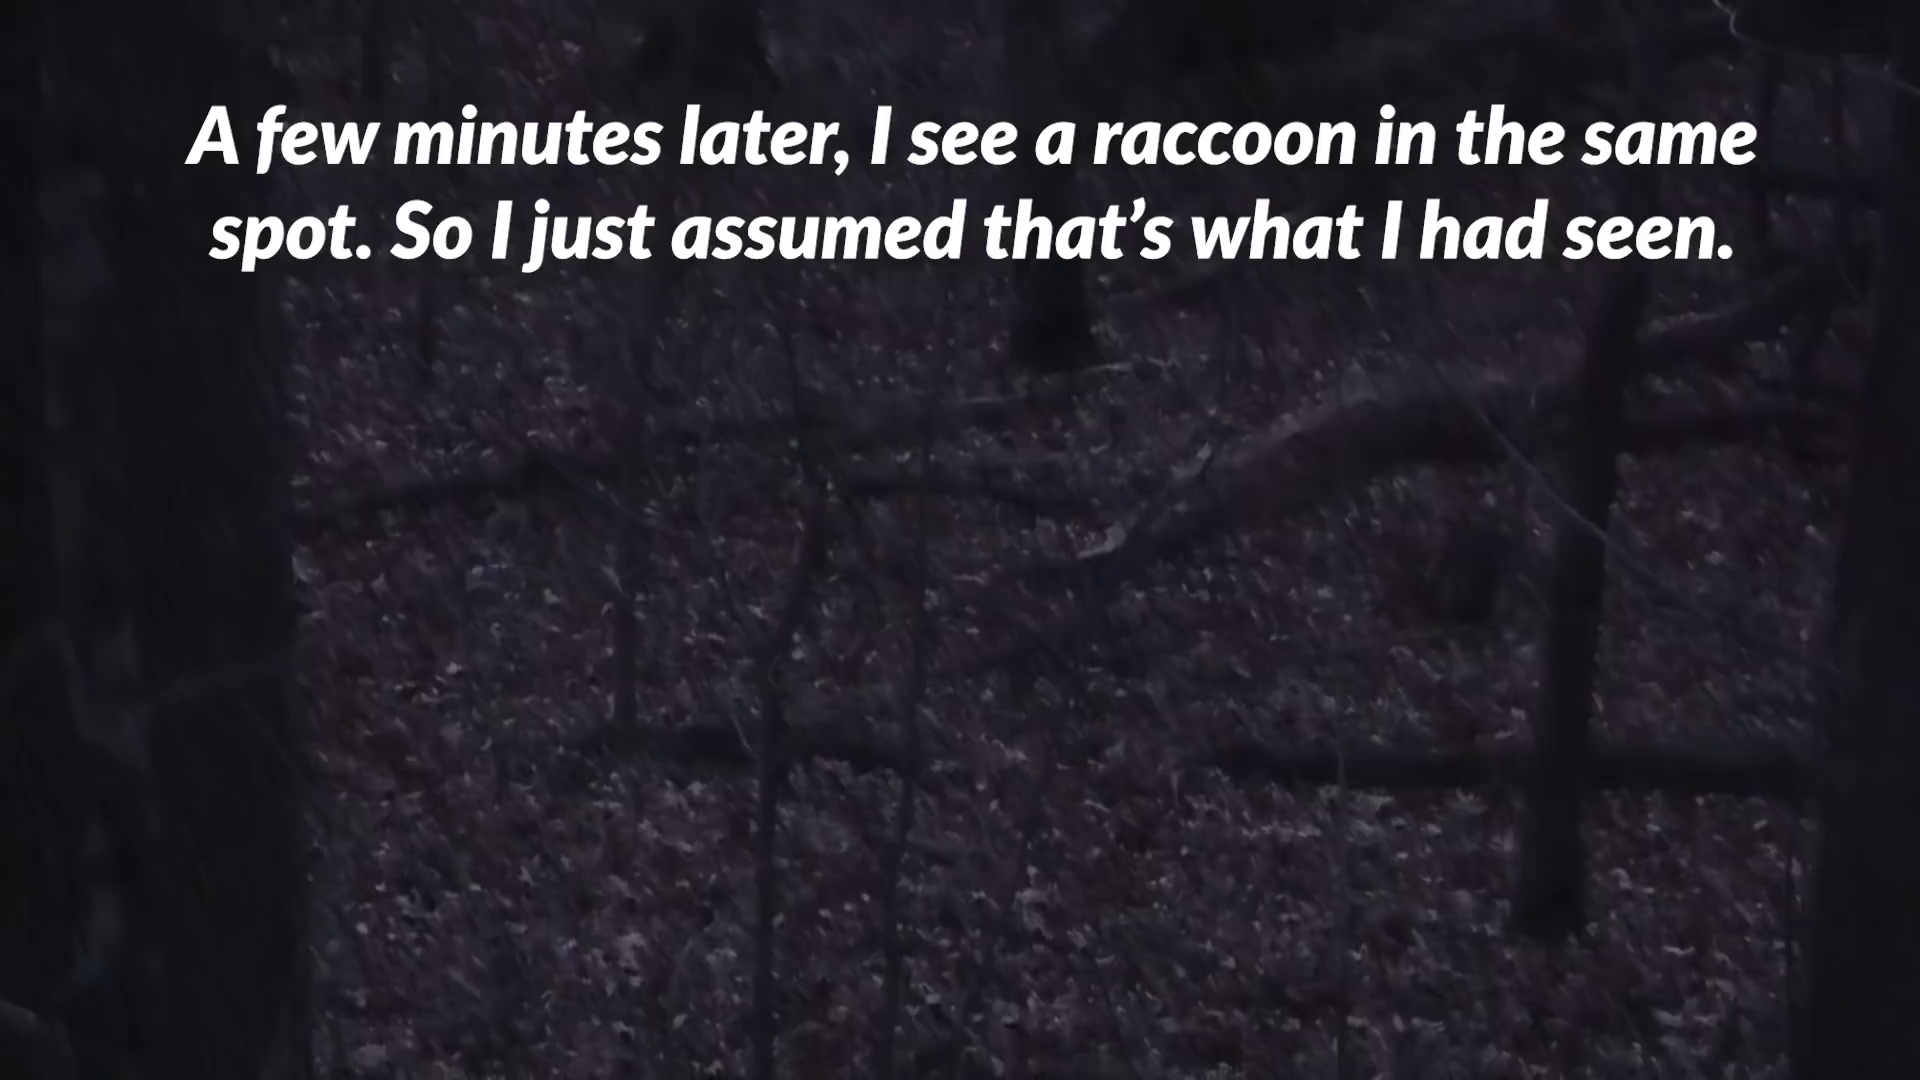 A few minutes later, I see a raccoon in the same
spot. So I just assumed that’s what I had seen.